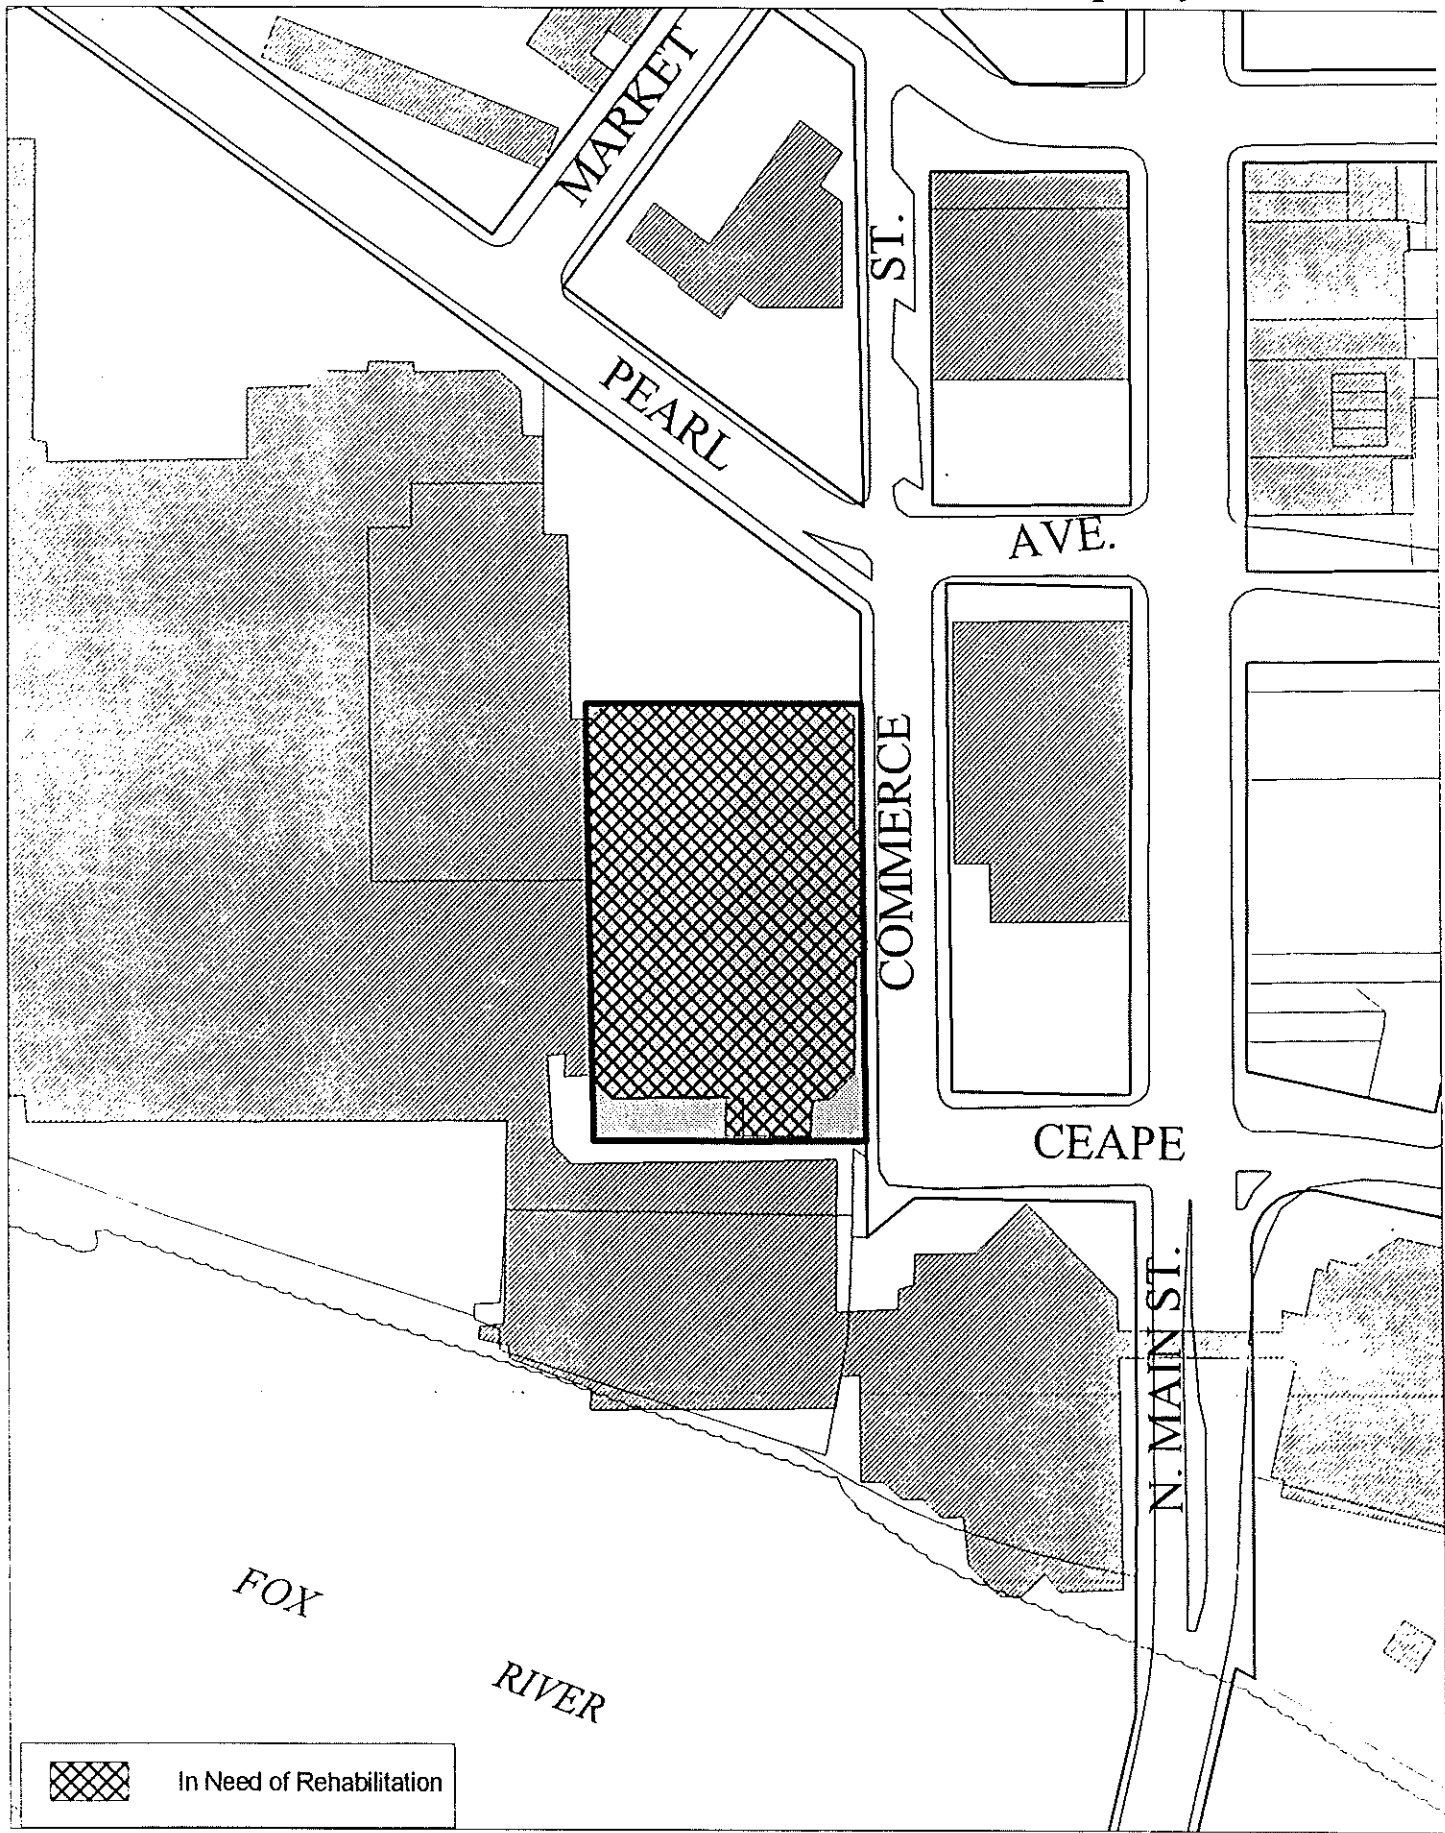 MARKET
ST.
PEARL
AVE.
COMMERCE
CEAPE
N. MAIN ST.
FOX
RIVER
In Need of Rehabilitation